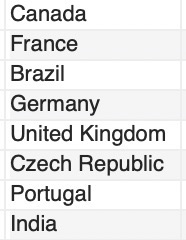 Canada
France
Brazil
Germany
United Kingdom
Czech Republic
Portugal
India